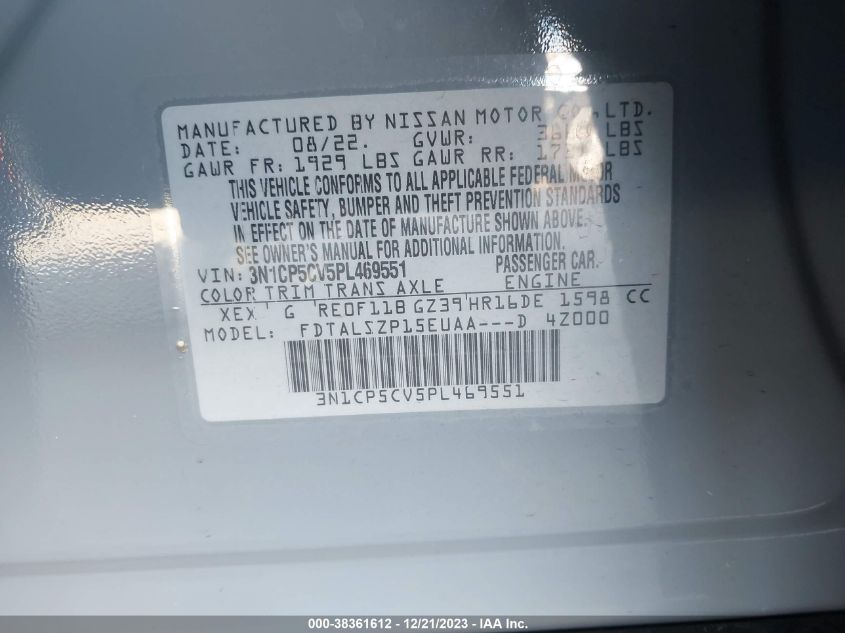 MANUFACTURED BY NISSAN MOTOR CO.,LTD.
DATE: 08/22. GVWR: LBS
GAWR FR: 1929 LBS GAWR RR: LBS
THIS VEHICLE CONFORMS TO ALL APPLICABLE FEDERAL MOTOR
VEHICLE SAFETY, BUMPER AND THEFT PREVENTION STANDARDS
IN EFFECT ON THE DATE OF MANUFACTURE SHOWN ABOVE.
SEE OWNER'S MANUAL FOR ADDITIONAL INFORMATION.
VIN: 3N1CP5CV5PL469551 PASSENGER CAR.
COLOR TRIM TRANS AXLE ENGINE
XEX G RE0F11B GZ39 HR16DE 1598 CC
MODEL: FDTALSZP15EUAA---D 4Z000
3N1CP5CV5PL469551
000-38361612 - 12/21/2023 - IAA Inc.